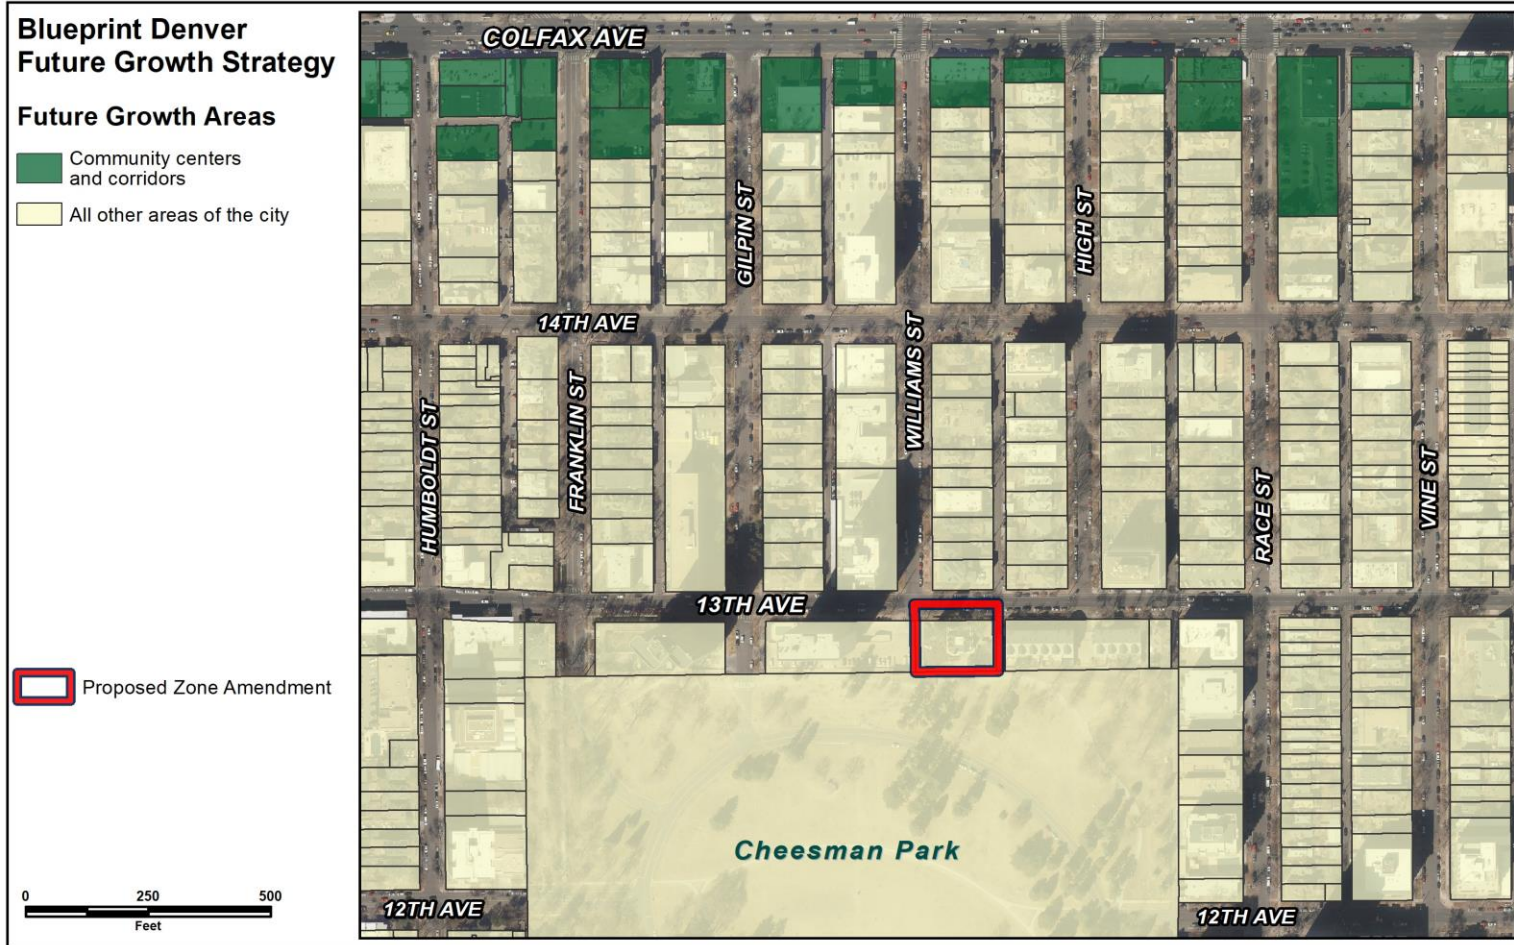 Blueprint Denver
Future Growth Strategy
Future Growth Areas
Community centers
and corridors
All other areas of the city
Proposed Zone Amendment
0 250 500
Feet
COLFAX AVE
GILPIN ST
HIGH ST
14TH AVE
WILLIAMS ST
FRANKLIN ST
HUMBOLDT ST
RACE ST
VINE ST
13TH AVE
Cheesman Park
12TH AVE
12TH AVE